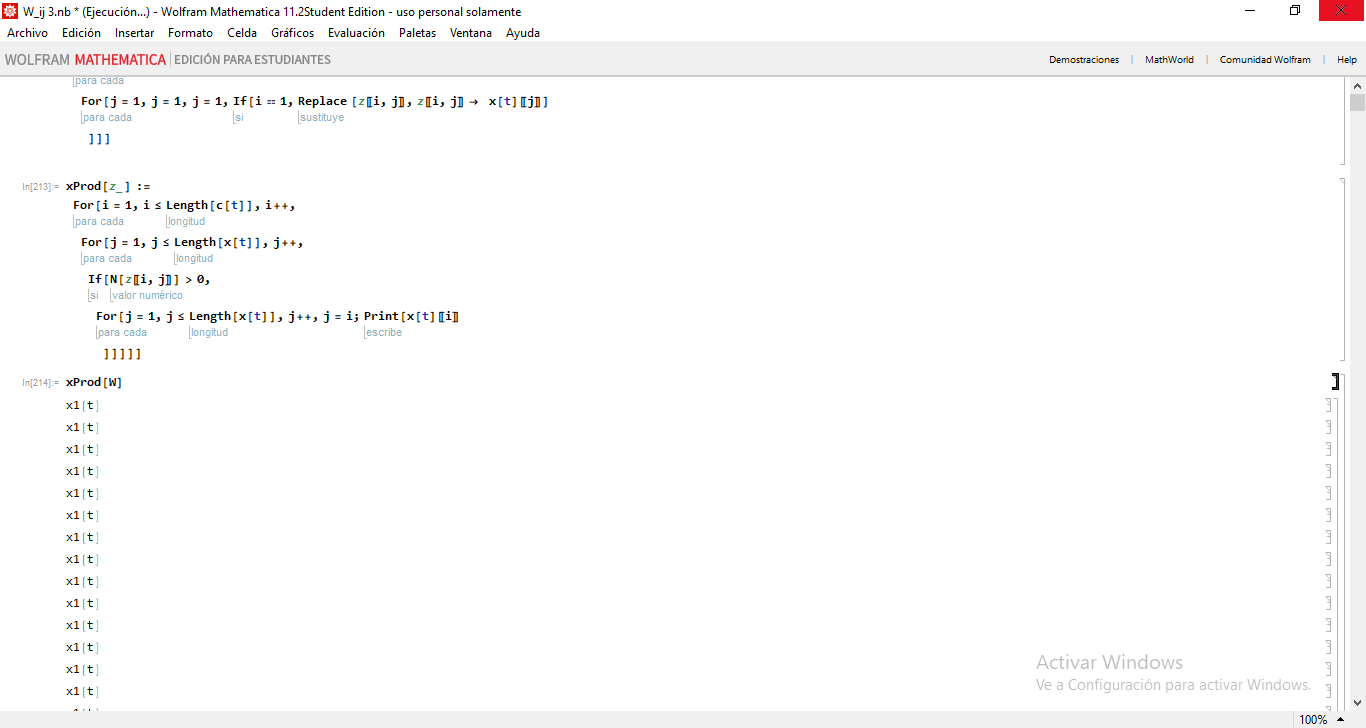 W_ij 3.nb * (Ejecución...) - Wolfram Mathematica 11.2Student Edition - uso personal solamente
Archivo Edición Insertar Formato Celda Gráficos Evaluación Paletas Ventana Ayuda
WOLFRAM MATHEMATICA | EDICIÓN PARA ESTUDIANTES Demostraciones | MathWorld | Comunidad Wolfram | Help
para cada
For[j = 1, j = 1, j = 1, If[i == 1, Replace [z〚i, j〛, z〚i, j〛 → x[t]〚j〛]
para cada si sustituye
]]]
In[213]:= xProd[z_] :=
For[i = 1, i ≤ Length[c[t]], i++,
para cada longitud
For[j = 1, j ≤ Length[x[t]], j++,
para cada longitud
If[N[z〚i, j〛] > 0,
si valor numérico
For[j = 1, j ≤ Length[x[t]], j++, j = i; Print[x[t]〚i〛
para cada longitud escribe
]]]]]
In[214]:= xProd[W]
x1[t]
x1[t]
x1[t]
x1[t]
x1[t]
x1[t]
x1[t]
x1[t]
x1[t]
x1[t]
x1[t]
x1[t]
x1[t]
x1[t]
Activar Windows
Ve a Configuración para activar Windows.
100%